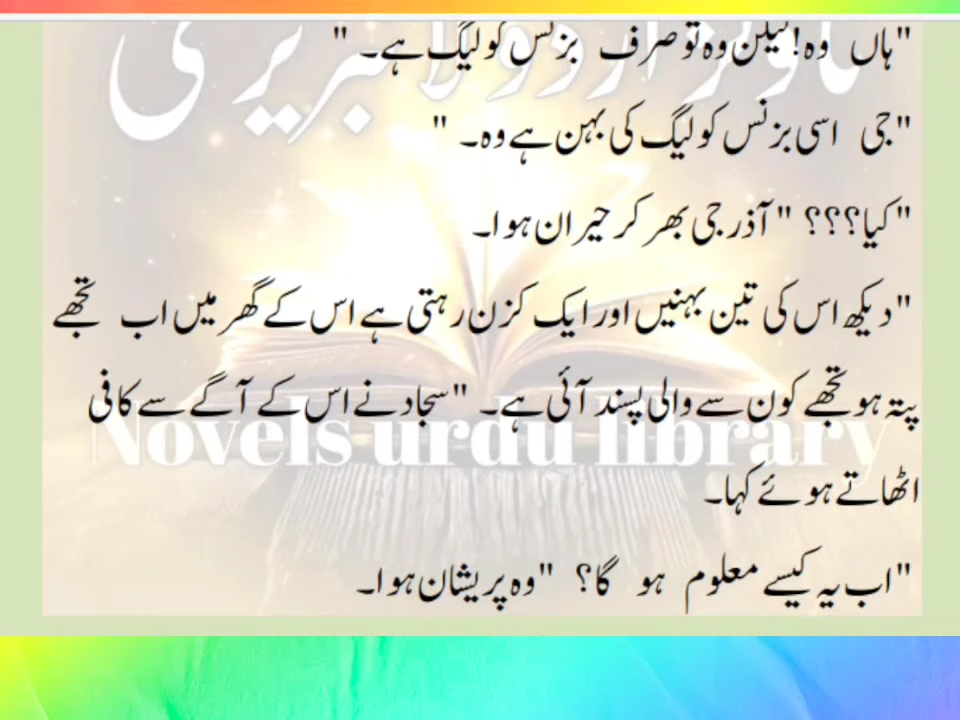 "ہاں وہ! لیکن وہ تو صرف بزنس کولیگ ہے۔ "
"جی اسی بزنس کولیگ کی بہن ہے وہ۔ "
"کیا؟؟؟ " آذر جی بھر کر حیران ہوا۔
"دیکھ اس کی تین بہنیں اور ایک کزن رہتی ہے اس کے گھر میں اب تجھے
پتہ ہو تجھے کون سے والی پسند آئی ہے۔ "سجاد نے اس کے آگے سے کافی
اٹھاتے ہوئے کہا۔
"اب یہ کیسے معلوم ہو گا؟ "وہ پریشان ہوا۔
ناولز اردو لائبریری
Novels urdu library